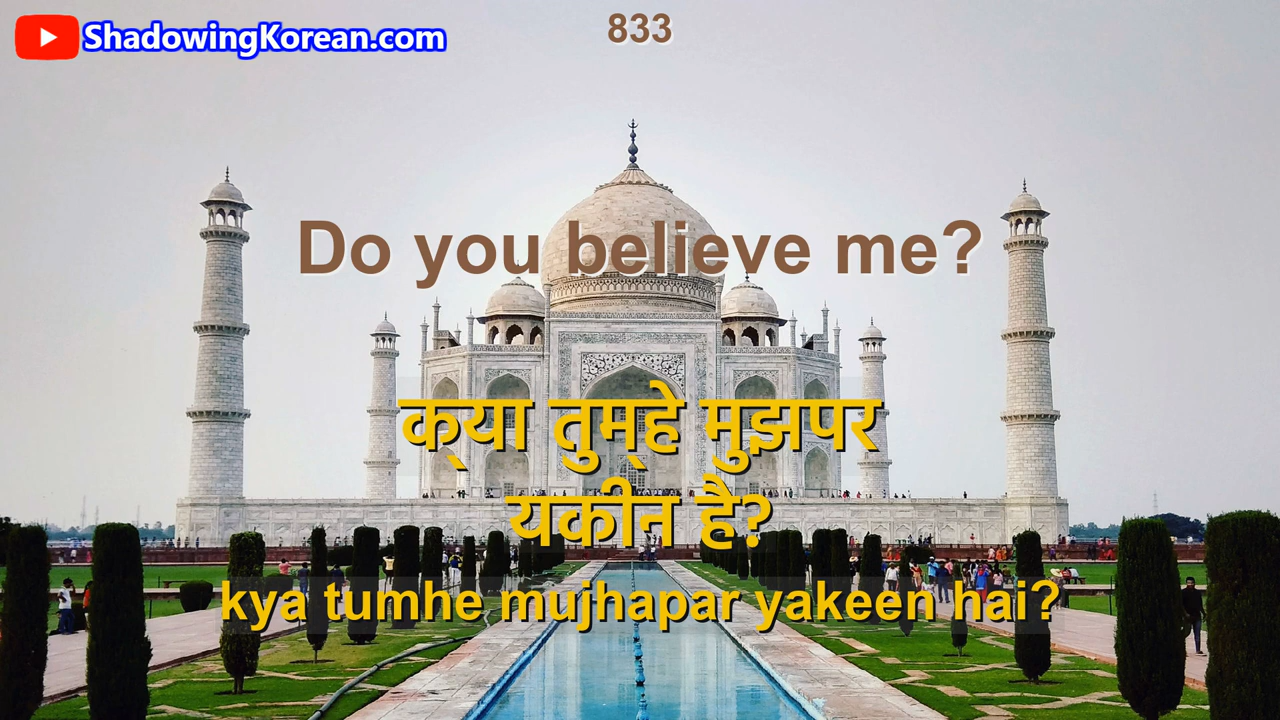 ShadowingKorean.com
833
Do you believe me?
क्या तुम्हे मुझपर
यकीन है?
kya tumhe mujhapar yakeen hai?